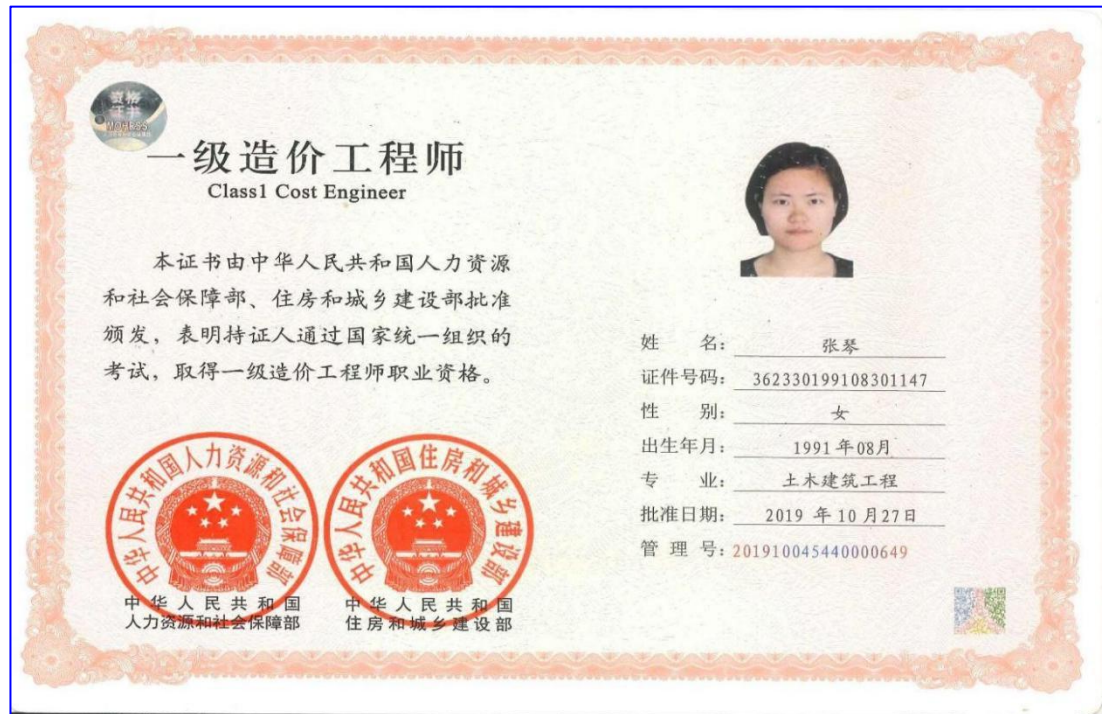 资格
证书
MOHRSS
一级造价工程师
Class1 Cost Engineer
本证书由中华人民共和国人力资源
和社会保障部、住房和城乡建设部批准
颁发，表明持证人通过国家统一组织的
考试，取得一级造价工程师职业资格。
中华人民共和国人力资源和社会保障部
中华人民共和国住房和城乡建设部
中华人民共和国
人力资源和社会保障部
中华人民共和国
住房和城乡建设部
姓 名：张琴
证件号码：362330199108301147
性 别：女
出生年月：1991年08月
专 业：土木建筑工程
批准日期：2019 年 10 月27日
管 理 号：201910045440000649